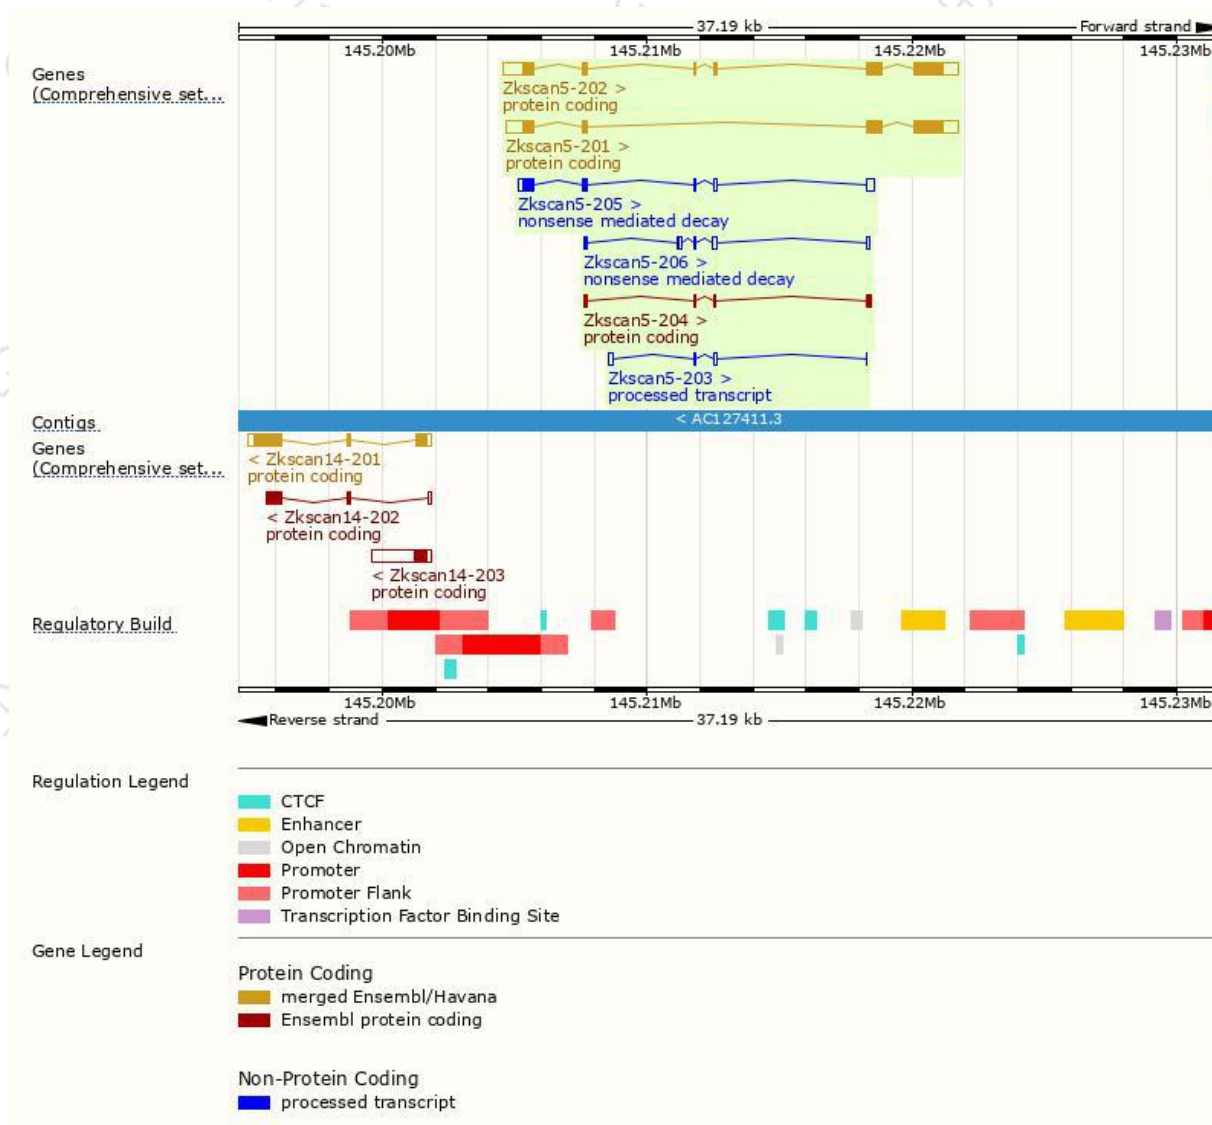 37.19 kb Forward strand
145.20Mb 145.21Mb 145.22Mb 145.23Mb
Genes
(Comprehensive set...
Zkscan5-202 >
protein coding
Zkscan5-201 >
protein coding
Zkscan5-205 >
nonsense mediated decay
Zkscan5-206 >
nonsense mediated decay
Zkscan5-204 >
protein coding
Zkscan5-203 >
processed transcript
Contigs
< AC127411.3
Genes
(Comprehensive set...
< Zkscan14-201
protein coding
< Zkscan14-202
protein coding
< Zkscan14-203
protein coding
Regulatory Build
145.20Mb 145.21Mb 145.22Mb 145.23Mb
Reverse strand 37.19 kb
Regulation Legend
CTCF
Enhancer
Open Chromatin
Promoter
Promoter Flank
Transcription Factor Binding Site
Gene Legend
Protein Coding
merged Ensembl/Havana
Ensembl protein coding
Non-Protein Coding
processed transcript